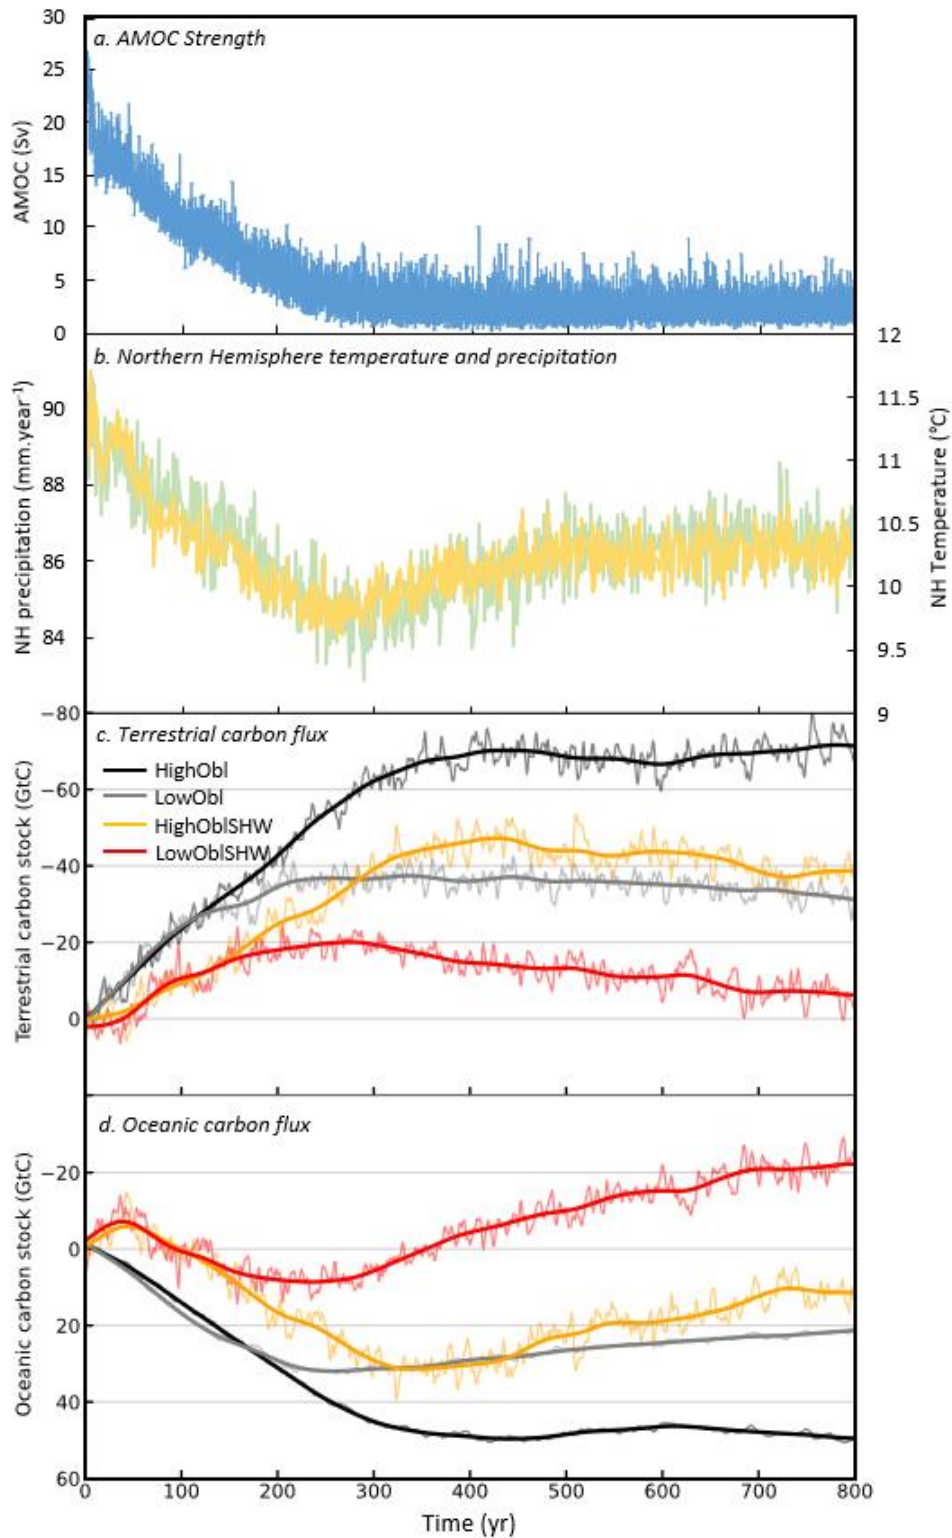 a. AMOC Strength
AMOC (Sv)
30
25
20
15
10
5
0
b. Northern Hemisphere temperature and precipitation
NH precipitation (mm.year⁻¹)
90
88
86
84
NH Temperature (°C)
12
11.5
11
10.5
10
9.5
9
c. Terrestrial carbon flux
HighObl
LowObl
HighOblSHW
LowOblSHW
Terrestrial carbon stock (GtC)
−80
−60
−40
−20
0
d. Oceanic carbon flux
Oceanic carbon stock (GtC)
−20
0
20
40
60
0 100 200 300 400 500 600 700 800
Time (yr)